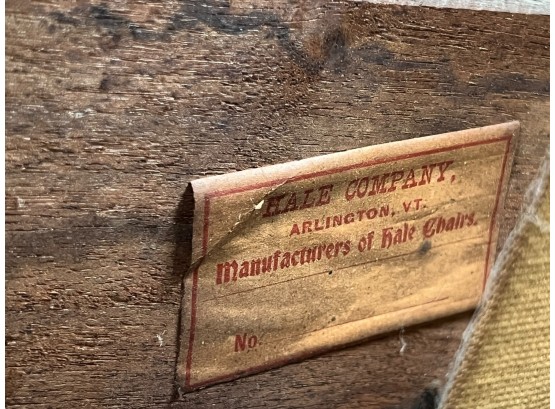 HALE COMPANY,
ARLINGTON, VT.
Manufacturers of Hale Chairs.
No.